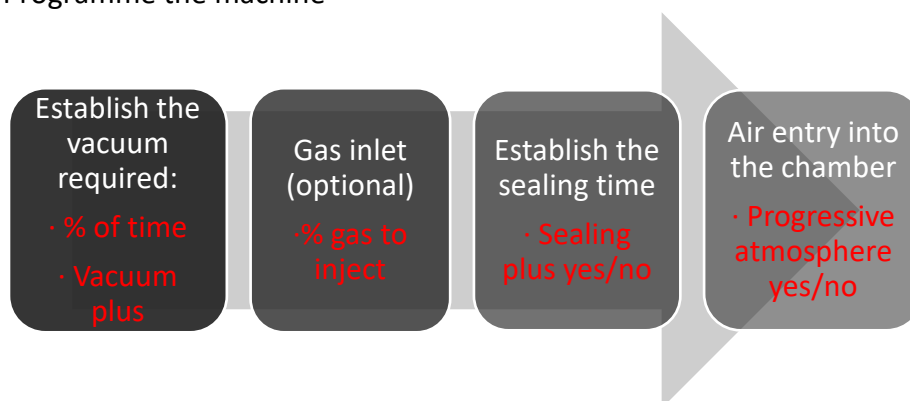 Programme the machine
Establish the
vacuum
required:
· % of time
· Vacuum
plus
Gas inlet
(optional)
·% gas to
inject
Establish the
sealing time
· Sealing
plus yes/no
Air entry into
the chamber
· Progressive
atmosphere
yes/no